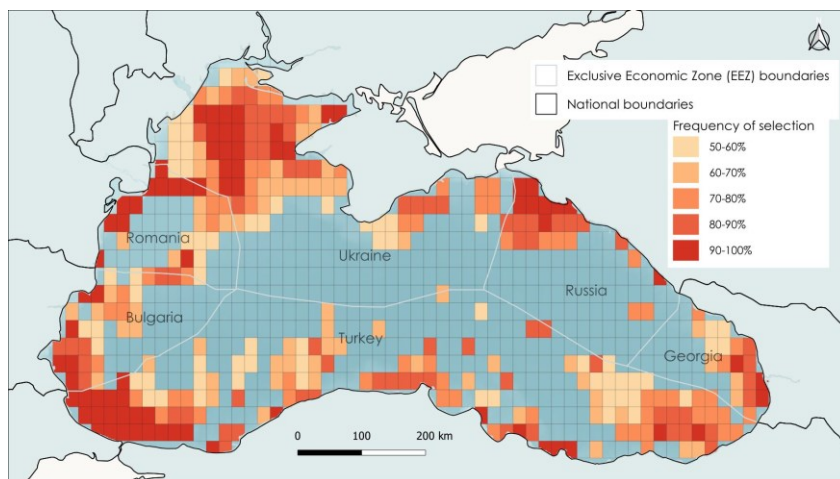 Exclusive Economic Zone (EEZ) boundaries
National boundaries
Frequency of selection
50-60%
60-70%
70-80%
80-90%
90-100%
Romania
Ukraine
Russia
Bulgaria
Turkey
Georgia
0 100 200 km